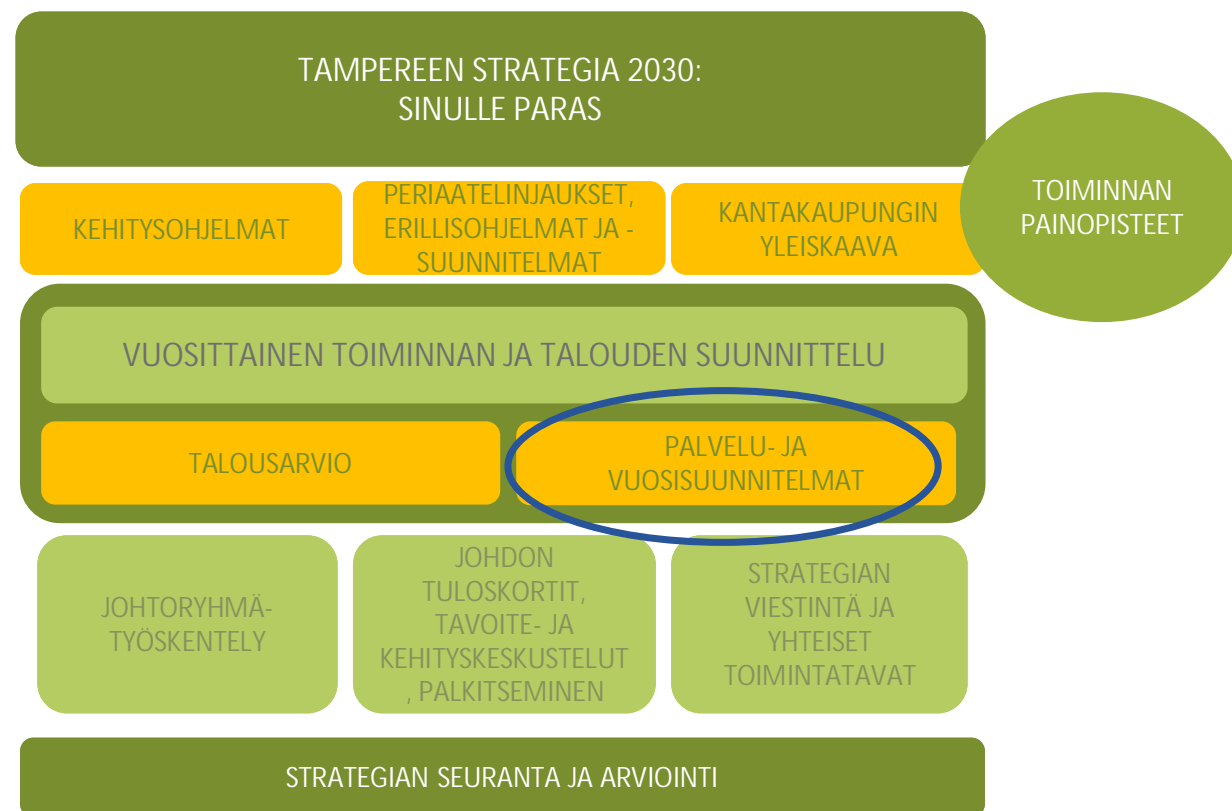 TAMPEREEN STRATEGIA 2030:
SINULLE PARAS
TOIMINNAN
PAINOPISTEET
KEHITYSOHJELMAT
PERIAATELINJAUKSET,
ERILLISOHJELMAT JA -
SUUNNITELMAT
KANTAKAUPUNGIN
YLEISKAAVA
VUOSITTAINEN TOIMINNAN JA TALOUDEN SUUNNITTELU
TALOUSARVIO
PALVELU- JA
VUOSISUUNNITELMAT
JOHTORYHMÄ-
TYÖSKENTELY
JOHDON
TULOSKORTIT,
TAVOITE- JA
KEHITYSKESKUSTELUT
, PALKITSEMINEN
STRATEGIAN
VIESTINTÄ JA
YHTEISET
TOIMINTATAVAT
STRATEGIAN SEURANTA JA ARVIOINTI